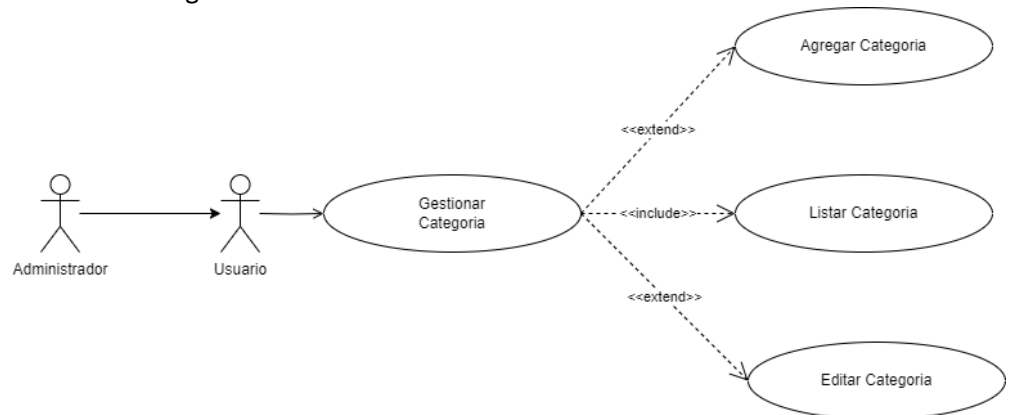 Agregar Categoria
<<extend>>
Gestionar
Categoria
<<include>>
Listar Categoria
Administrador
Usuario
<<extend>>
Editar Categoria